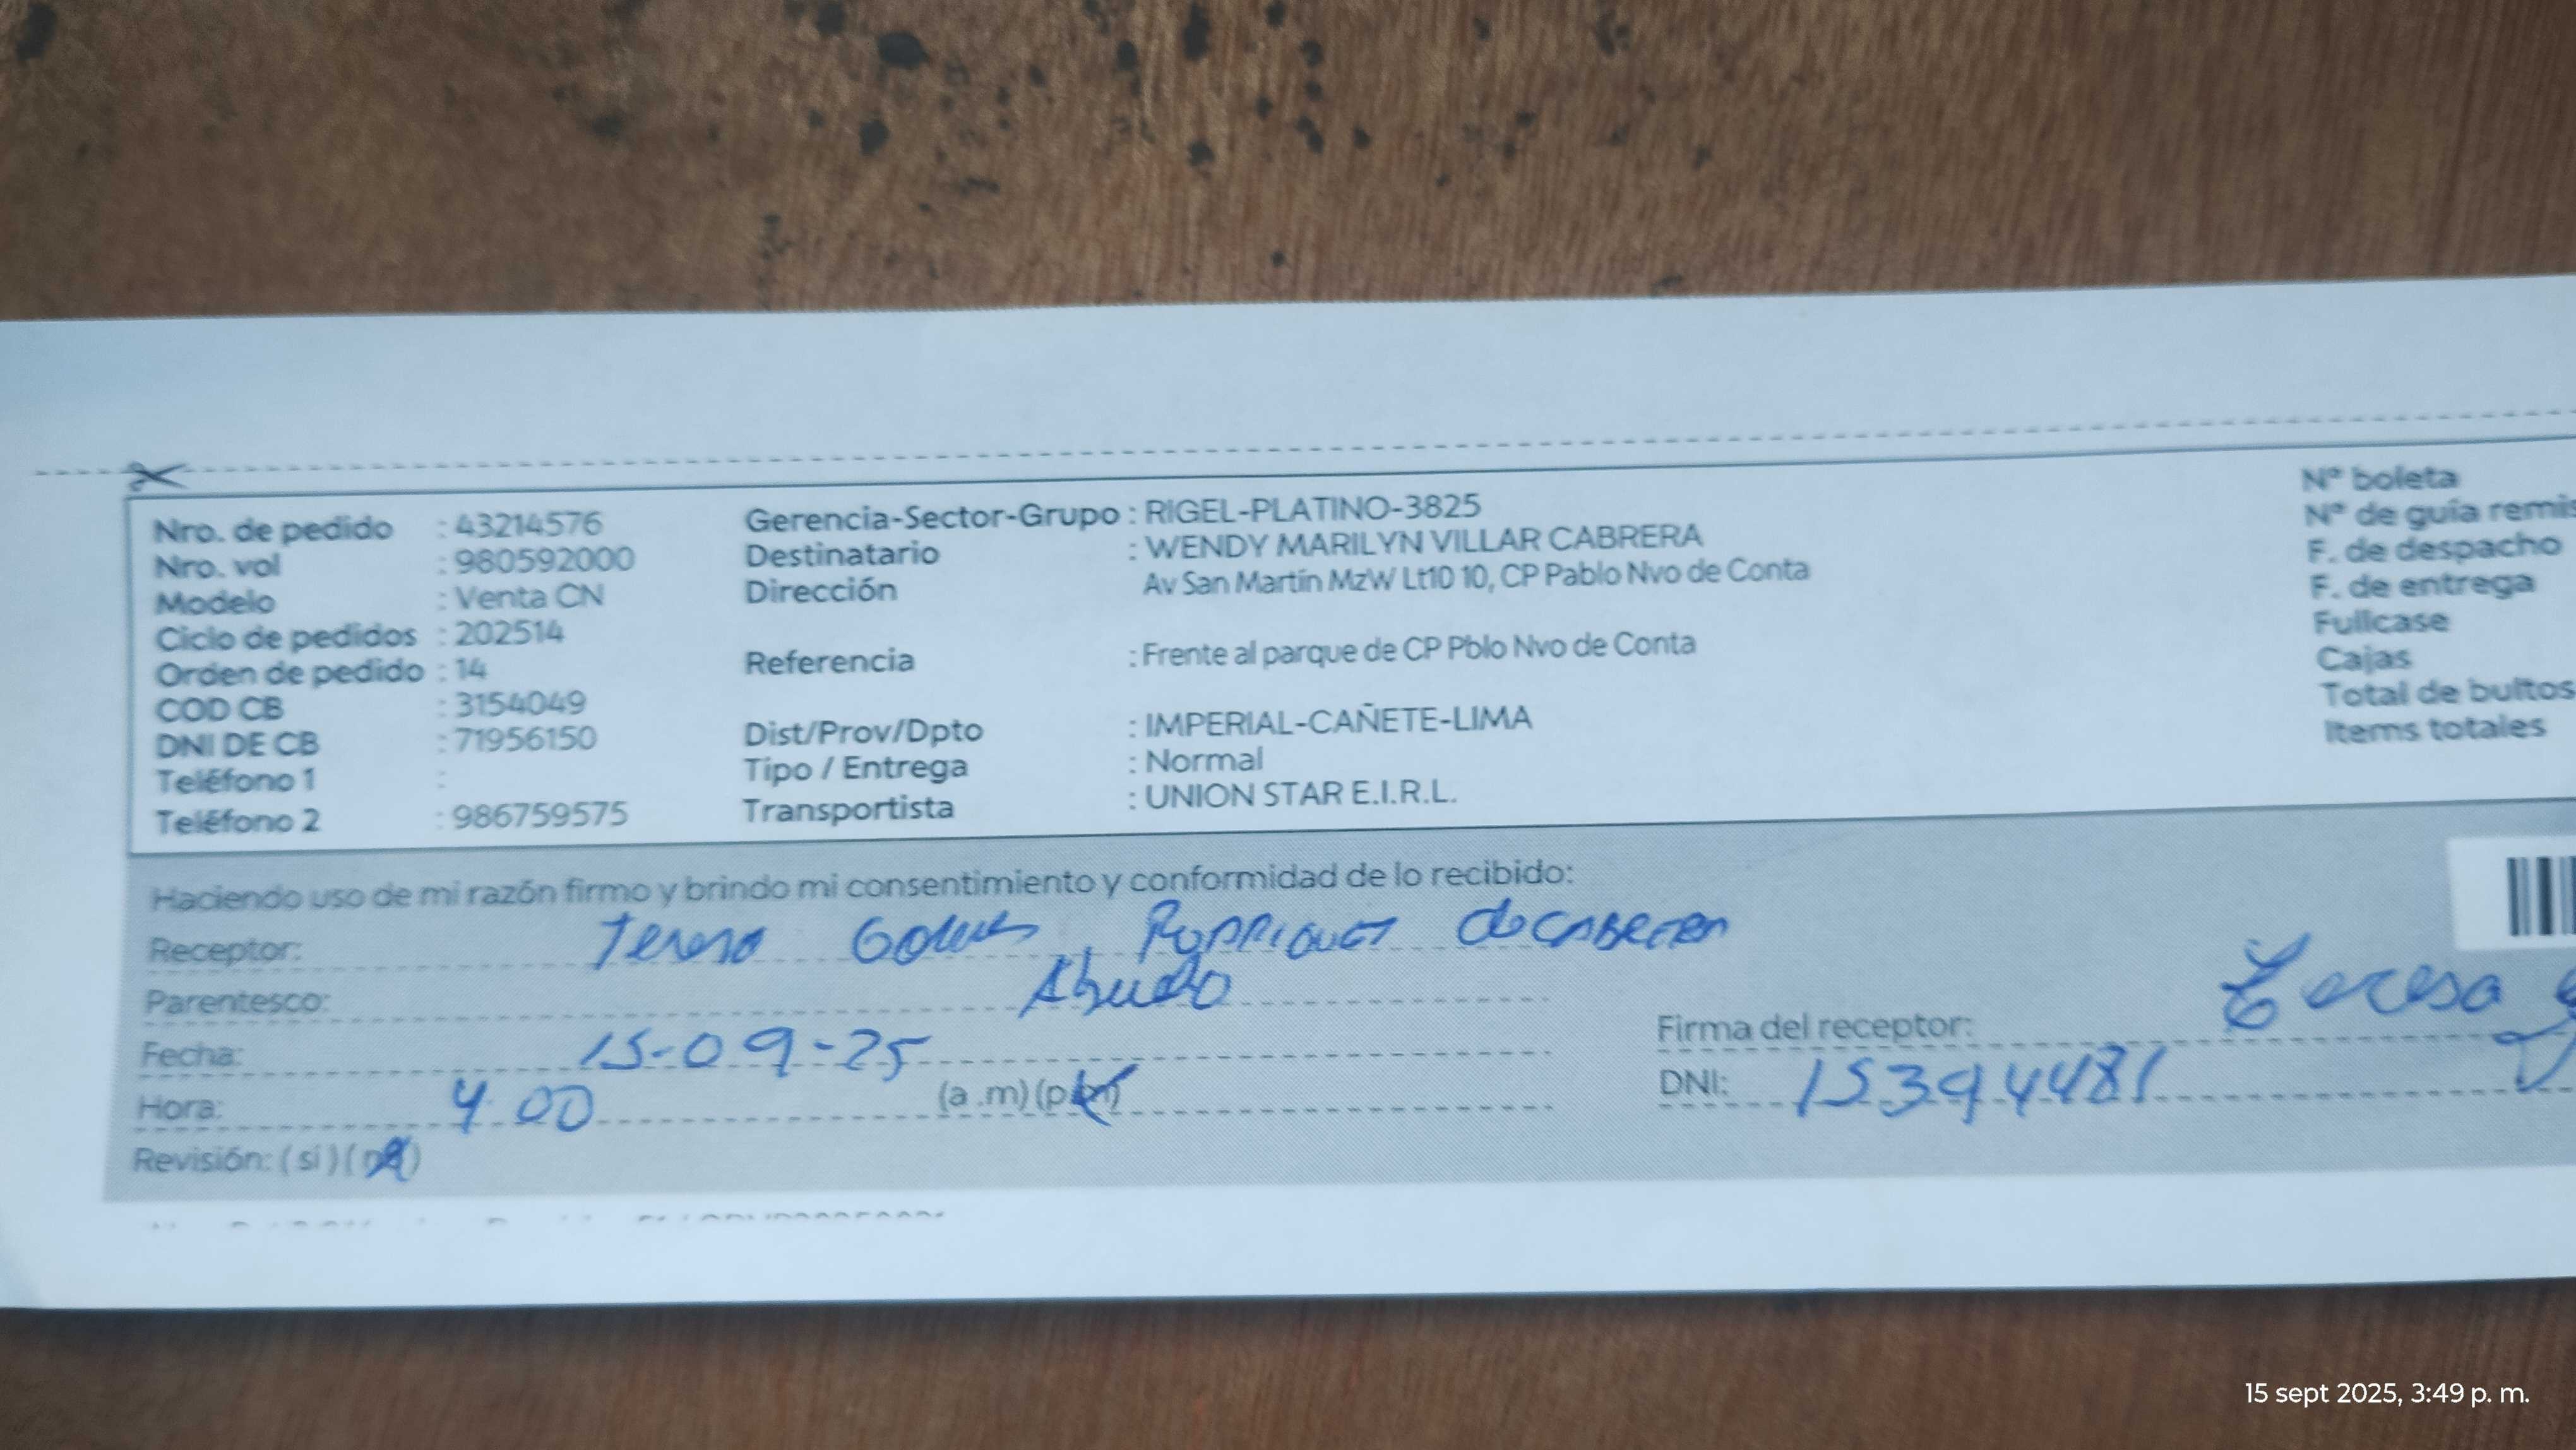 Nro. de pedido : 43214576
Nro. vol : 980592000
Modelo : Venta CN
Ciclo de pedidos : 202514
Orden de pedido : 14
COD CB : 3154049
DNI DE CB : 71956150
Teléfono 1 :
Teléfono 2 : 986759575
Gerencia-Sector-Grupo : RIGEL-PLATINO-3825
Destinatario : WENDY MARILYN VILLAR CABRERA
Dirección Av San Martín MzW Lt10 10, CP Pablo Nvo de Conta
Referencia : Frente al parque de CP Pblo Nvo de Conta
Dist/Prov/Dpto : IMPERIAL-CAÑETE-LIMA
Tipo / Entrega : Normal
Transportista : UNION STAR E.I.R.L.
Nº boleta
Nº de guía remis
F. de despacho
F. de entrega
Fullcase
Cajas
Total de bultos
Items totales
Haciendo uso de mi razón firmo y brindo mi consentimiento y conformidad de lo recibido:
Receptor: Teresa
Parentesco: Abuelo
Fecha: 15-09-25
Hora: 4 00 (a .m) (p.m)
Revisión: (si) (no)
Firma del receptor: Teresa
DNI: 15394481
15 sept 2025, 3:49 p. m.